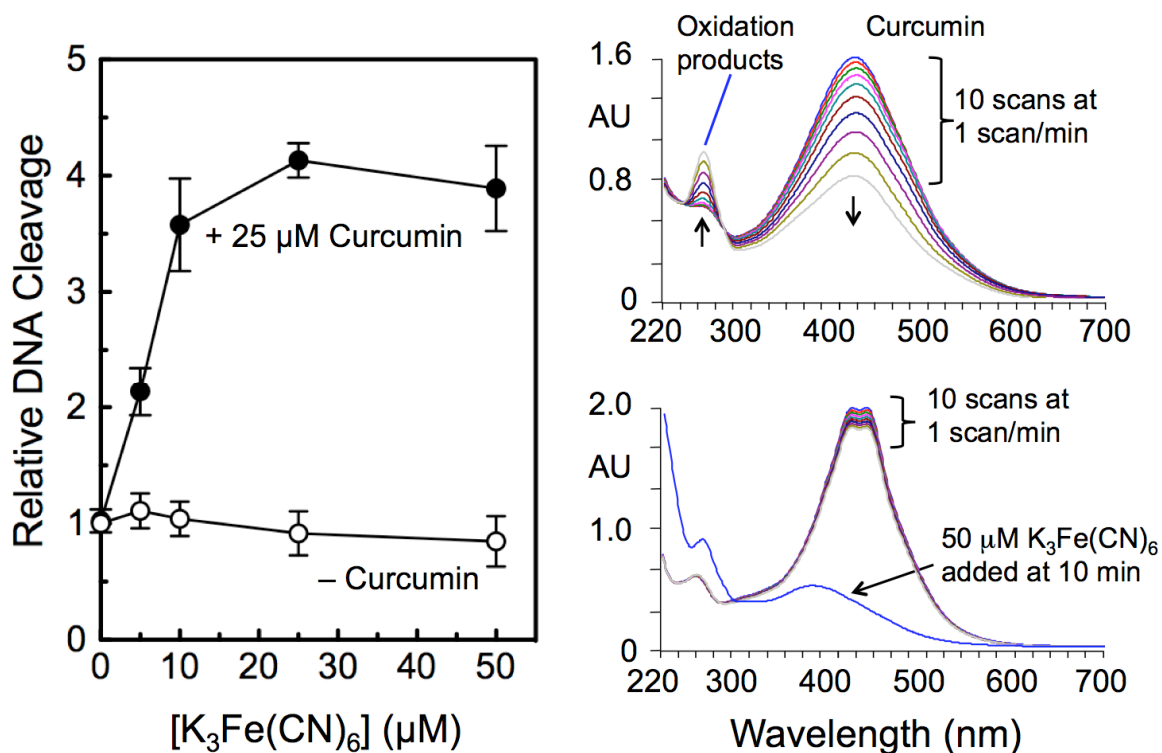 Relative DNA Cleavage
5
4
3
2
1
0
+ 25 µM Curcumin
– Curcumin
0 10 20 30 40 50
[K₃Fe(CN)₆] (µM)
Oxidation
products
Curcumin
1.6
AU
0.8
0
10 scans at
1 scan/min
220 300 400 500 600 700
2.0
AU
1.0
0
10 scans at
1 scan/min
50 µM K₃Fe(CN)₆
added at 10 min
220 300 400 500 600 700
Wavelength (nm)